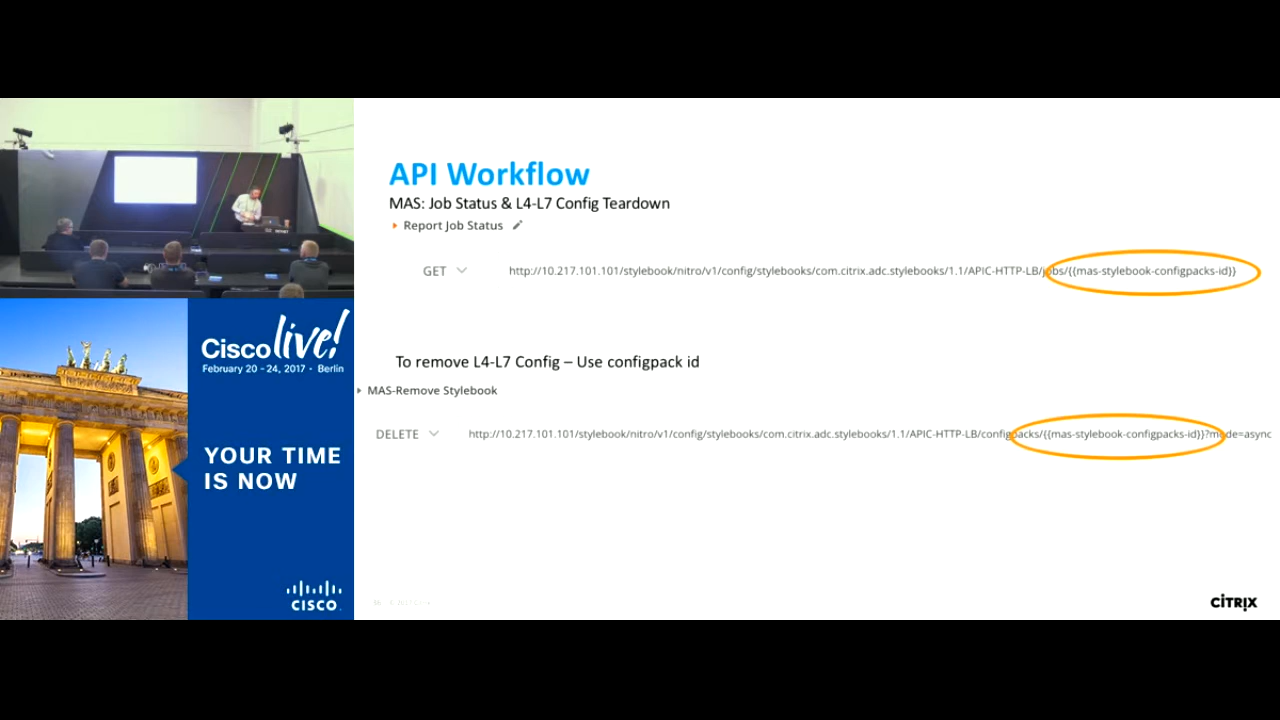 API Workflow
MAS: Job Status & L4-L7 Config Teardown
Report Job Status
GET
http://10.217.101.101/stylebook/nitro/v1/config/stylebooks/com.citrix.adc.stylebooks/1.1/APIC-HTTP-LB/jobs/{{mas-stylebook-configpacks-id}}
To remove L4-L7 Config – Use configpack id
MAS-Remove Stylebook
DELETE
http://10.217.101.101/stylebook/nitro/v1/config/stylebooks/com.citrix.adc.stylebooks/1.1/APIC-HTTP-LB/configpacks/{{mas-stylebook-configpacks-id}}?mode=async
CİTRIX
Cisco live!
February 20 - 24, 2017 · Berlin
YOUR TIME
IS NOW
CISCO